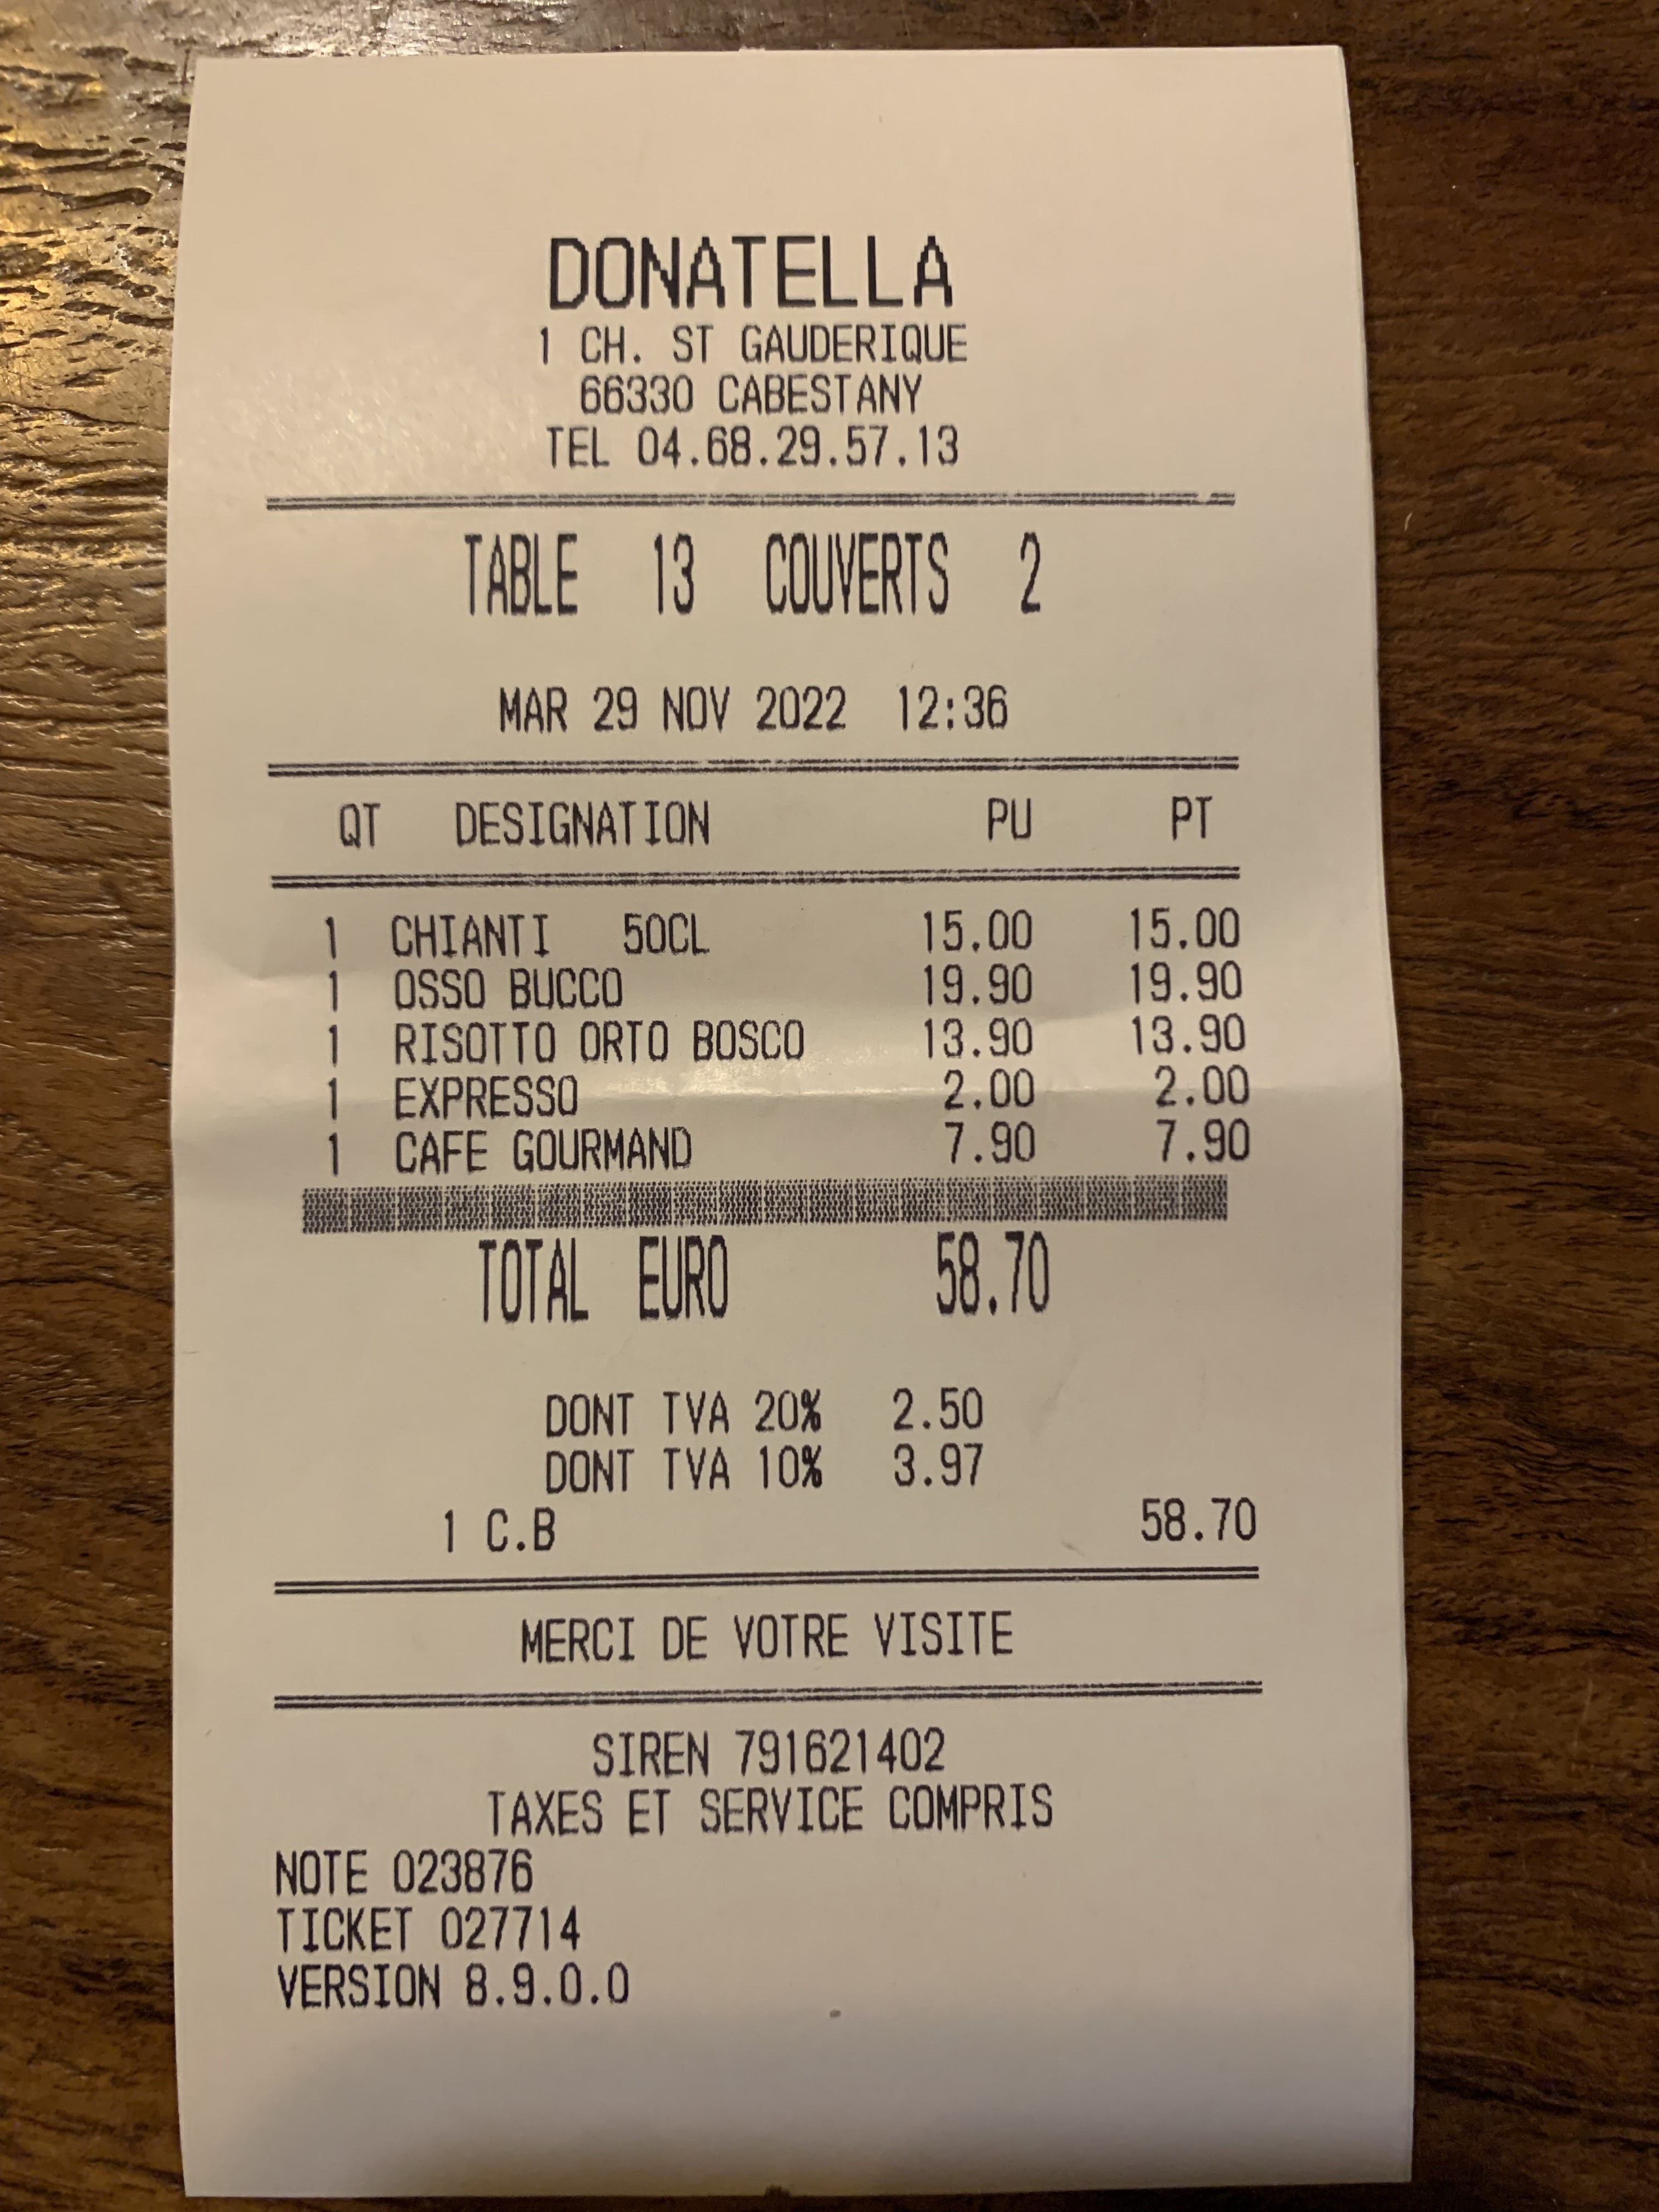 DONATELLA
1 CH. ST GAUDERIQUE
66330 CABESTANY
TEL 04.68.29.57.13
TABLE 13 COUVERTS 2
MAR 29 NOV 2022 12:36
QT DESIGNATION PU PT
1 CHIANTI 50CL 15.00 15.00
1 OSSO BUCCO 19.90 19.90
1 RISOTTO ORTO BOSCO 13.90 13.90
1 EXPRESSO 2.00 2.00
1 CAFE GOURMAND 7.90 7.90
TOTAL EURO 58.70
DONT TVA 20% 2.50
DONT TVA 10% 3.97
1 C.B 58.70
MERCI DE VOTRE VISITE
SIREN 791621402
TAXES ET SERVICE COMPRIS
NOTE 023876
TICKET 027714
VERSION 8.9.0.0